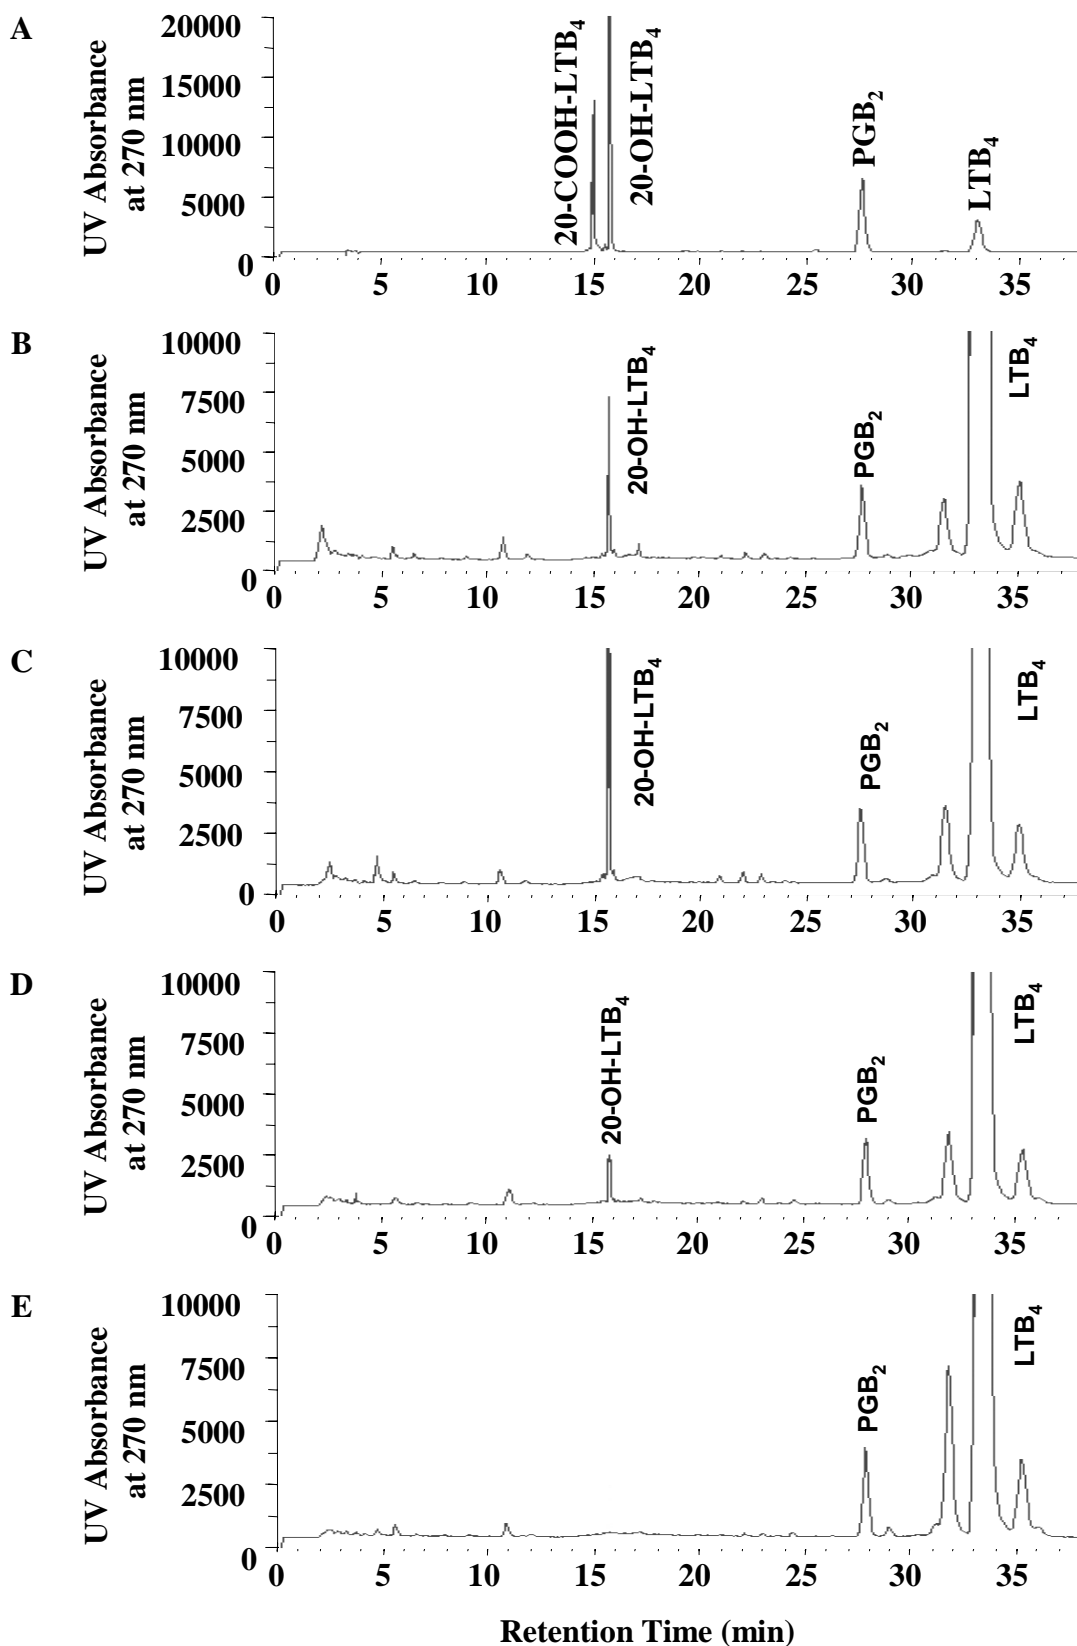 A
UV Absorbance
at 270 nm
20000
15000
10000
5000
0
20-COOH-LTB4
20-OH-LTB4
PGB2
LTB4
0 5 10 15 20 25 30 35
B
UV Absorbance
at 270 nm
10000
7500
5000
2500
0
20-OH-LTB4
PGB2
LTB4
0 5 10 15 20 25 30 35
C
UV Absorbance
at 270 nm
10000
7500
5000
2500
0
20-OH-LTB4
PGB2
LTB4
0 5 10 15 20 25 30 35
D
UV Absorbance
at 270 nm
10000
7500
5000
2500
0
20-OH-LTB4
PGB2
LTB4
0 5 10 15 20 25 30 35
E
UV Absorbance
at 270 nm
10000
7500
5000
2500
0
PGB2
LTB4
0 5 10 15 20 25 30 35
Retention Time (min)